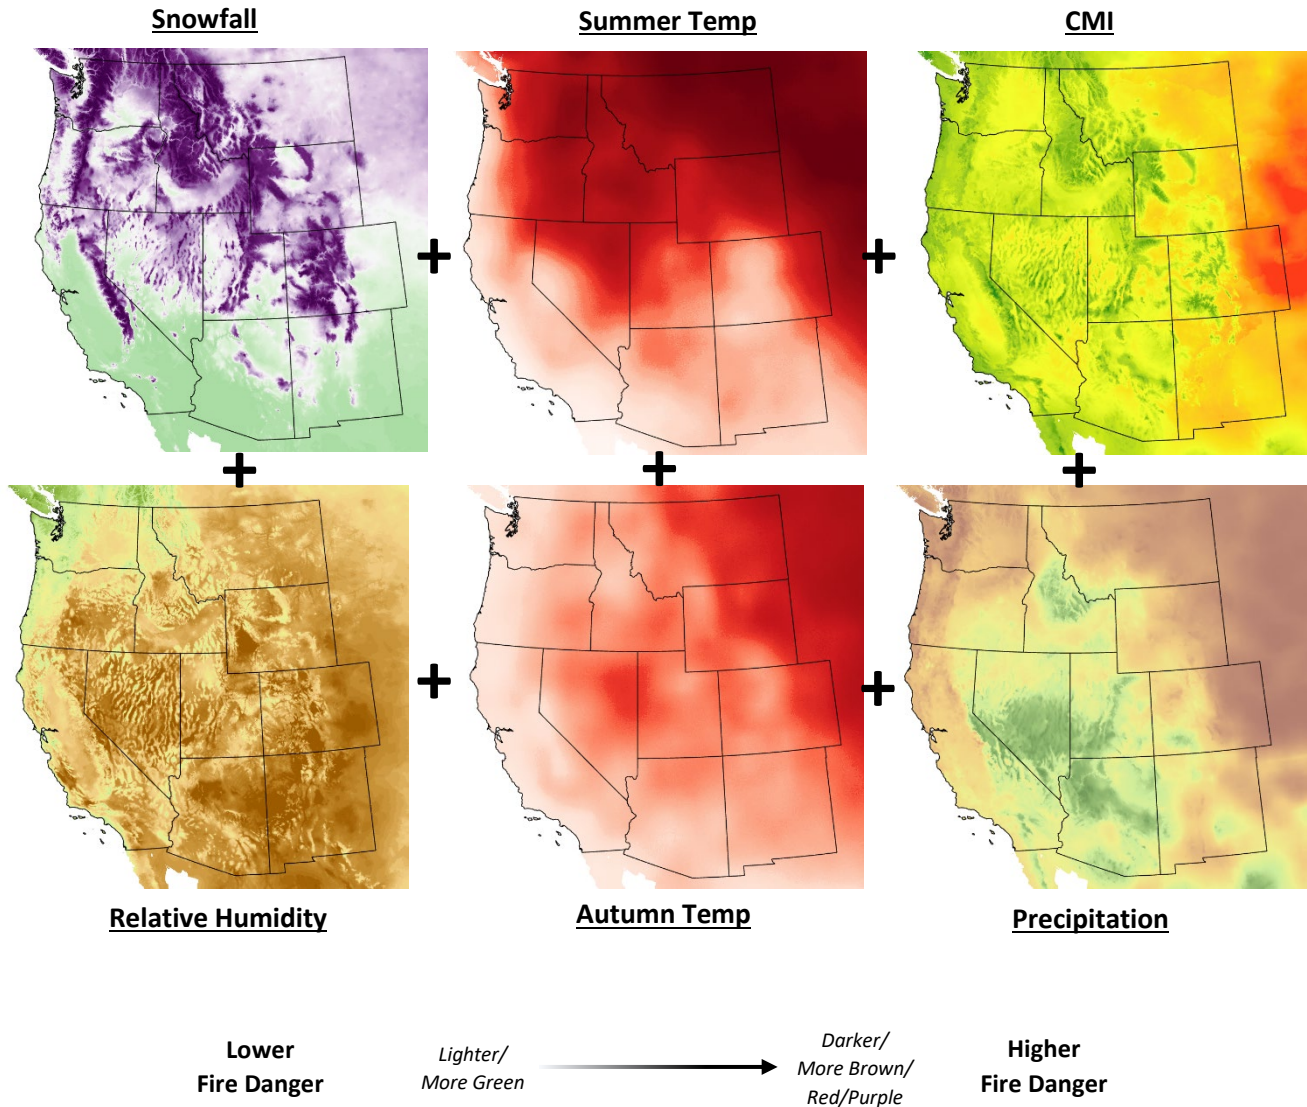 Snowfall
Summer Temp
CMI
+
+
+
+
+
+
+
Relative Humidity
Autumn Temp
Precipitation
Lower
Fire Danger
Lighter/
More Green
Darker/
More Brown/
Red/Purple
Higher
Fire Danger